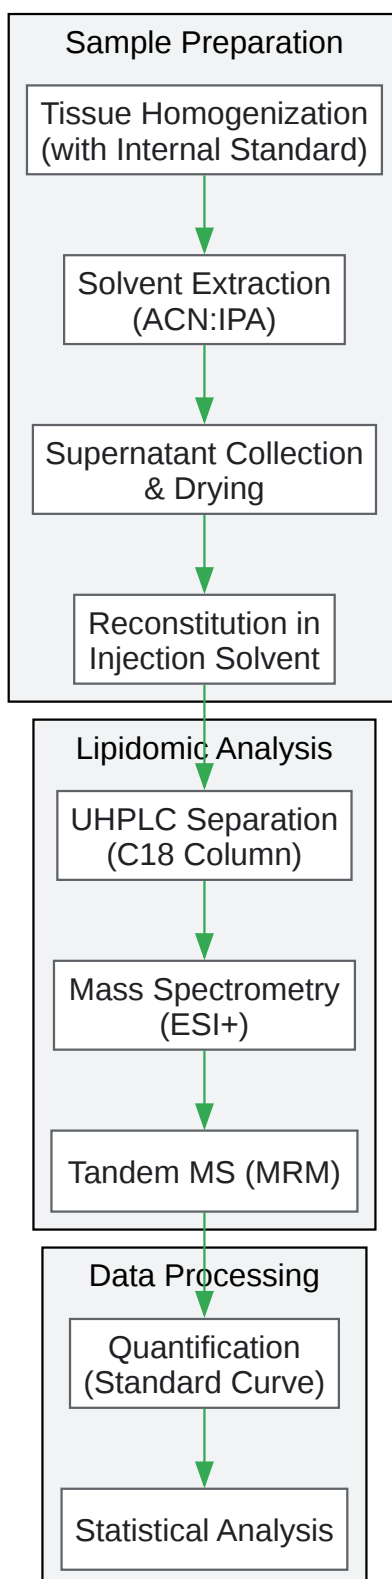 Sample Preparation
Tissue Homogenization
(with Internal Standard)
Solvent Extraction
(ACN:IPA)
Supernatant Collection
& Drying
Reconstitution in
Injection Solvent
Lipidomic Analysis
UHPLC Separation
(C18 Column)
Mass Spectrometry
(ESI+)
Tandem MS (MRM)
Data Processing
Quantification
(Standard Curve)
Statistical Analysis